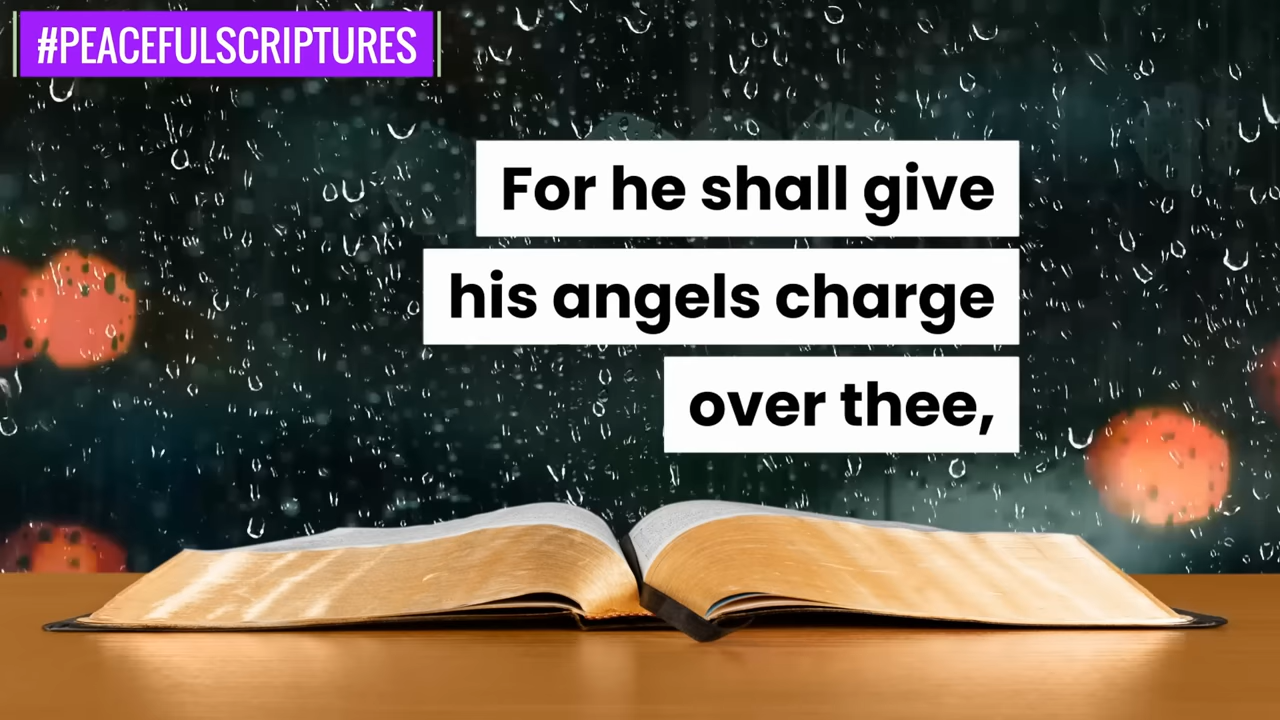 #PEACEFULSCRIPTURES
For he shall give
his angels charge
over thee,